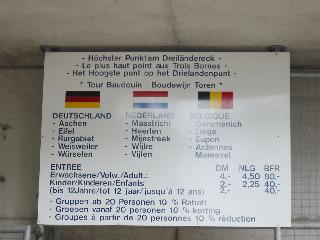 - Höchster Punkt am Dreiländereck -
- Le plus haut point aux Trois Bornes -
- Het Hoogste punt op het Drielandenpunt -
" Tour Baudouin - Boudewijn Toren "
DEUTSCHLAND NEDERLAND BELGIQUE
- Aachen - Maastricht - Gemmenich
- Eifel - Heerlen - Liege
- Rurgebiet - Mijnstreek - Eupen
- Weisweiler - Wijlre - Ardennes
- Würselen - Vijlen - Moresnet
ENTREE DM NLG BFR
Erwachsene/Volw./Adult.: 4,- 4,50 80,-
Kinder/Kinderen/Enfants 2,- 2,25 40,-
(bis 12Jahre/tot 12 jaar/jusqu'à 12 ans) 2,- 40,-
- Gruppen ab 20 Personen 10 % Rabatt
- Groepen vanaf 20 personen 10 % korting
- Groupes à partir de 20 personnes 10 % réduction